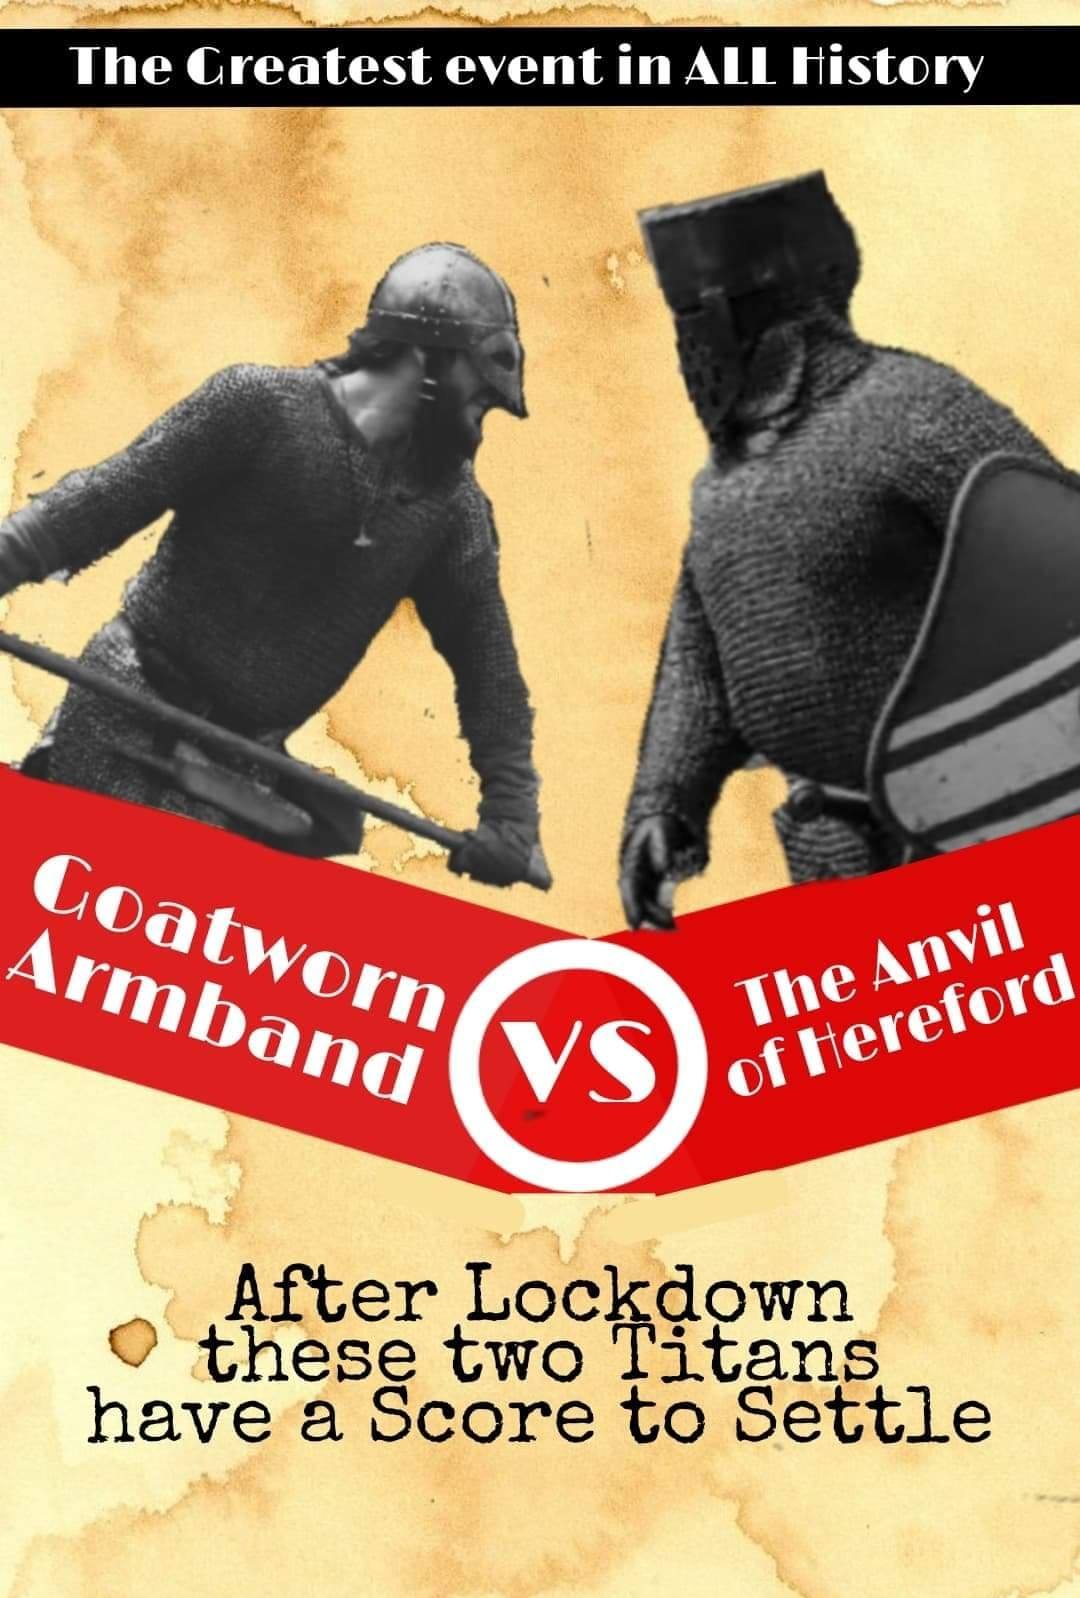 The Greatest event in ALL History
Goatworn
Armband
VS
The Anvil
of Hereford
After Lockdown
these two Titans
have a Score to Settle